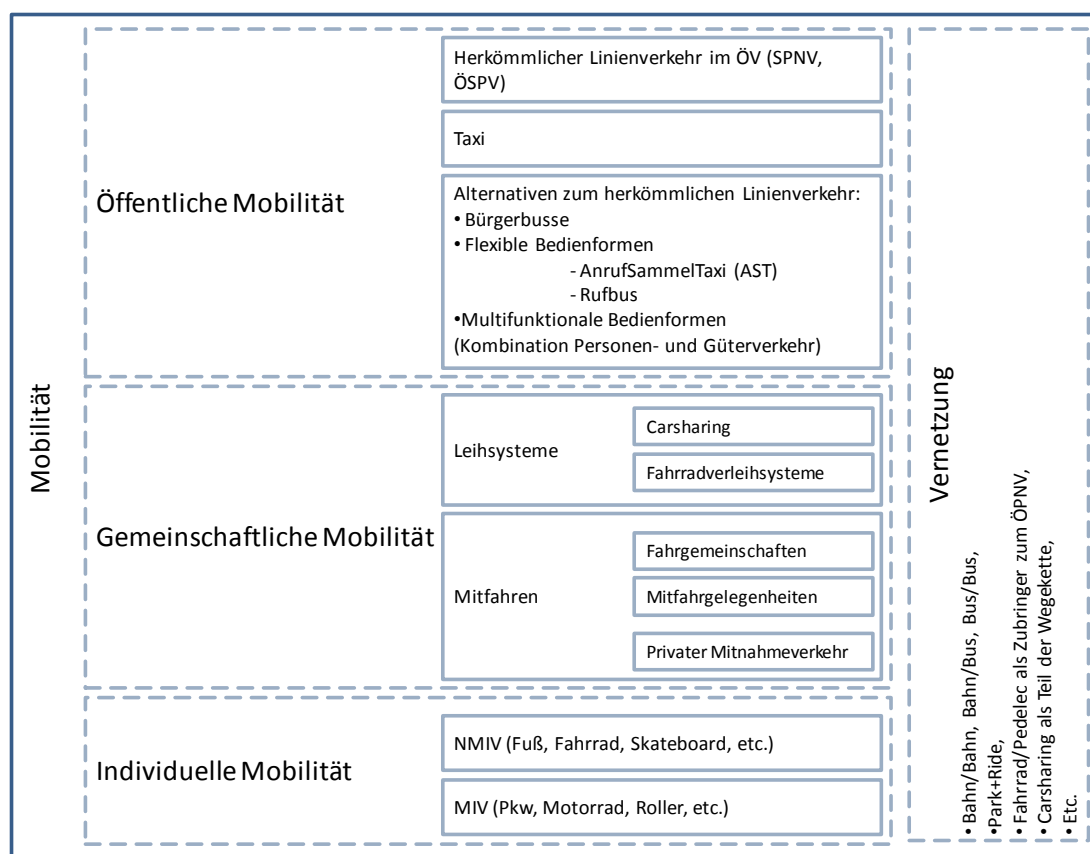 Mobilität
Öffentliche Mobilität
Herkömmlicher Linienverkehr im ÖV (SPNV,
ÖSPV)
Taxi
Alternativen zum herkömmlichen Linienverkehr:
• Bürgerbusse
• Flexible Bedienformen
- AnrufSammelTaxi (AST)
- Rufbus
•Multifunktionale Bedienformen
(Kombination Personen- und Güterverkehr)
Gemeinschaftliche Mobilität
Leihsysteme
Carsharing
Fahrradverleihsysteme
Mitfahren
Fahrgemeinschaften
Mitfahrgelegenheiten
Privater Mitnahmeverkehr
Individuelle Mobilität
NMIV (Fuß, Fahrrad, Skateboard, etc.)
MIV (Pkw, Motorrad, Roller, etc.)
Vernetzung
• Bahn/Bahn, Bahn/Bus, Bus/Bus,
•Park+Ride,
• Fahrrad/Pedelec als Zubringer zum ÖPNV,
• Carsharing als Teil der Wegekette,
• Etc.